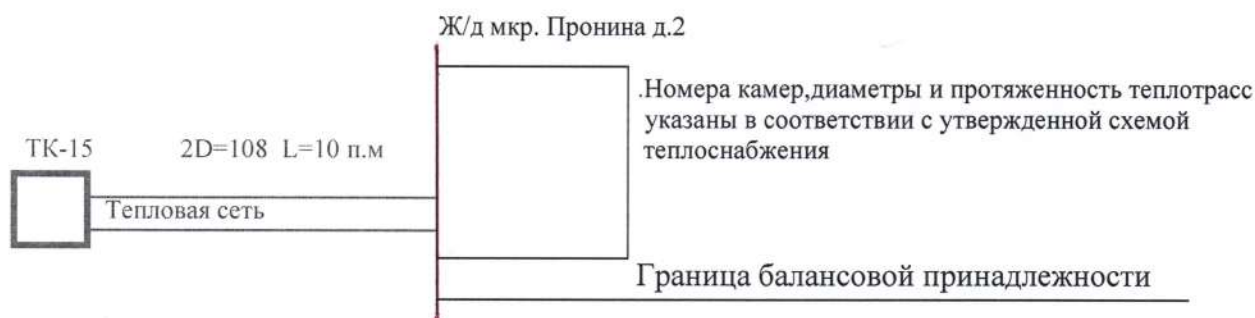 Ж/д мкр. Пронина д.2
.Номера камер,диаметры и протяженность теплотрасс
указаны в соответствии с утвержденной схемой
теплоснабжения
ТК-15 2D=108 L=10 п.м
Тепловая сеть
Граница балансовой принадлежности